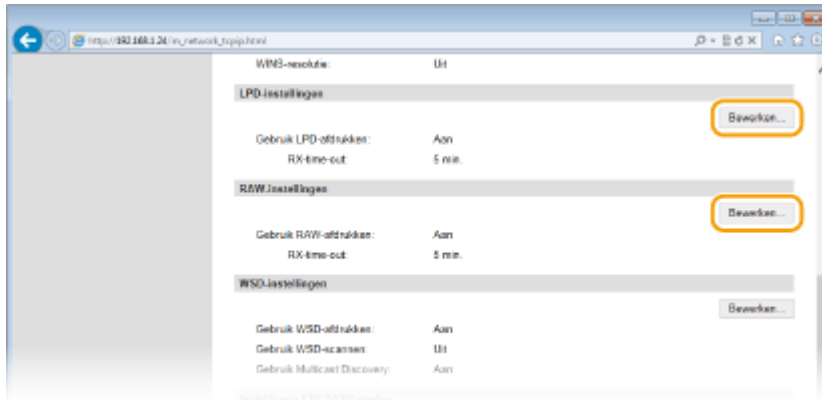 http://192.168.1.24/m_network_tcpip.html
WINS-resolutie: Uit
LPD-instellingen
Bewerken...
Gebruik LPD-afdrukken: Aan
RX-time-out: 5 min.
RAW-instellingen
Bewerken...
Gebruik RAW-afdrukken: Aan
RX-time-out: 5 min.
WSD-instellingen
Bewerken...
Gebruik WSD-afdrukken: Aan
Gebruik WSD-scannen: Uit
Gebruik Multicast Discovery: Aan